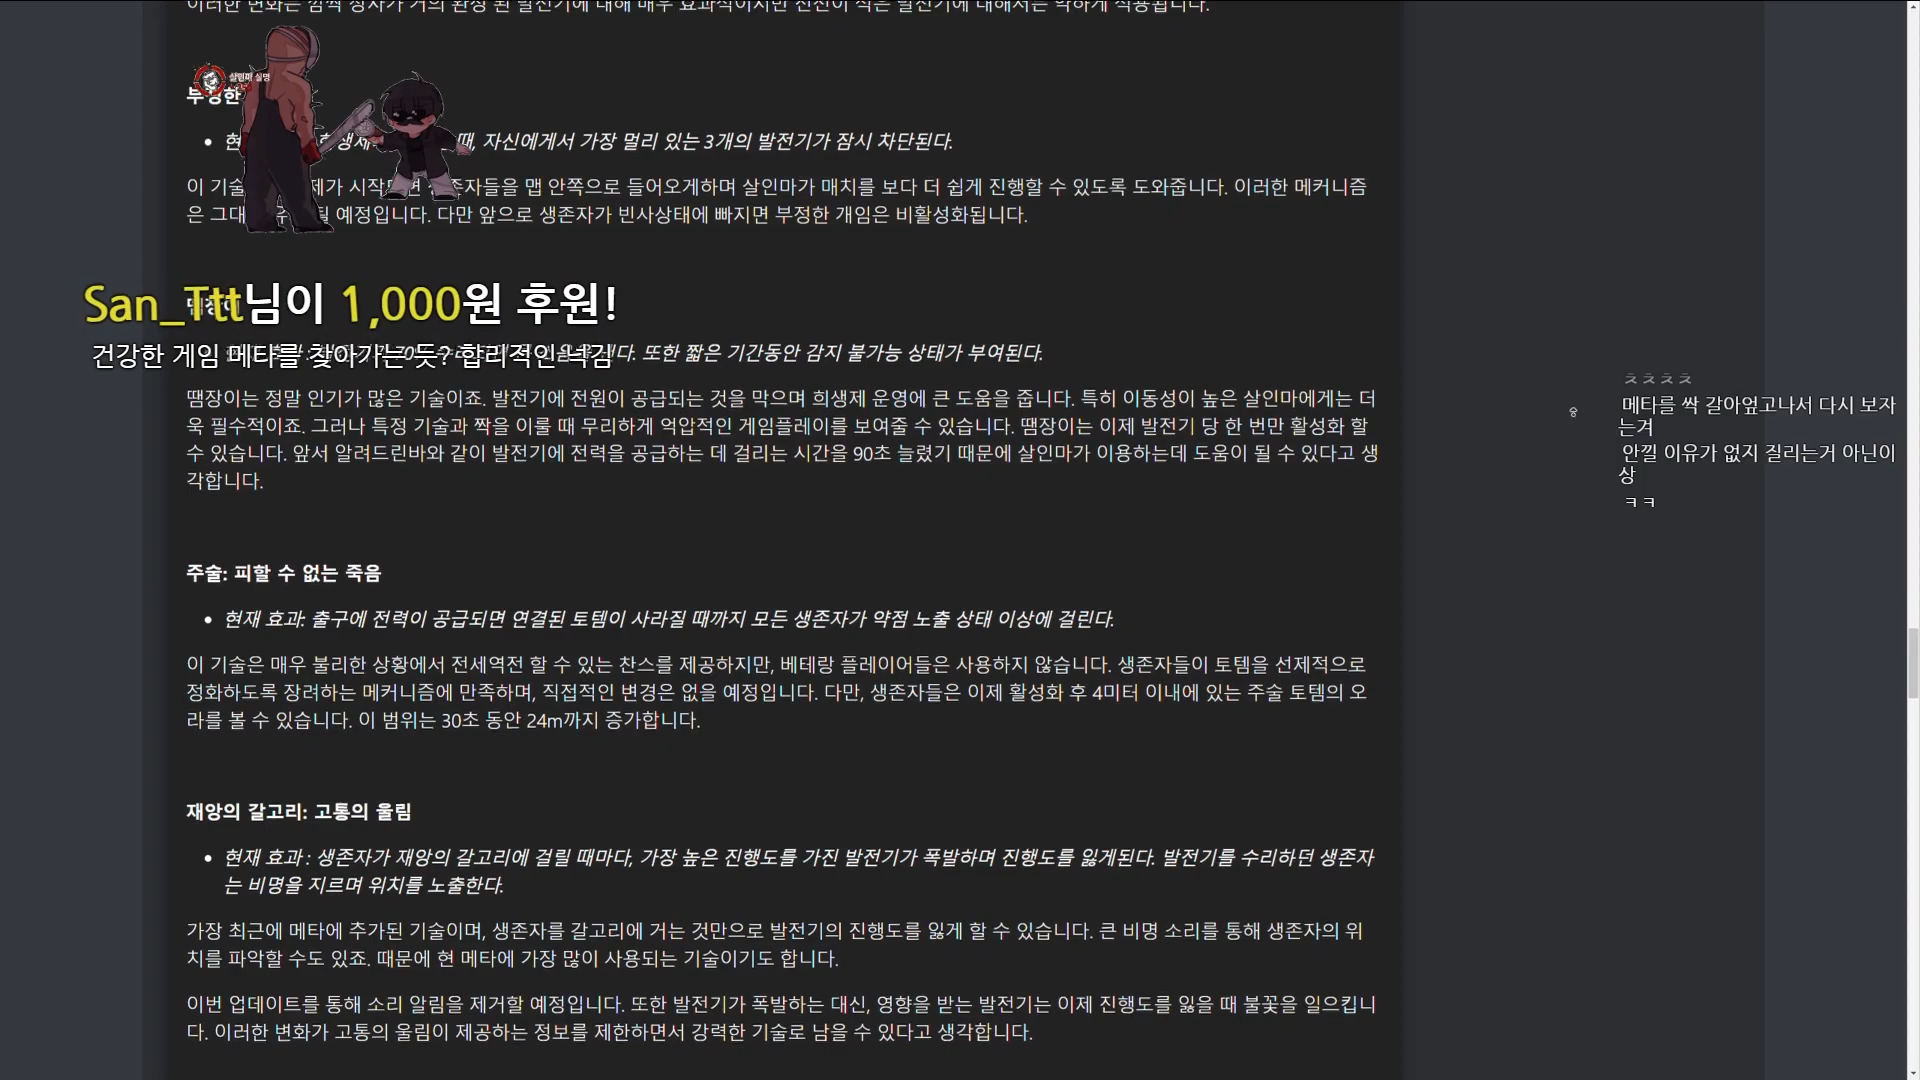 이러한 변화는 깜짝 상자가 거의 완성 된 발전기에 대해 매우 효과적이지만 진전이 적은 발전기에 대해서는 약하게 적용됩니다.
살인마 실명
부정한
• 현 때, 자신에게서 가장 멀리 있는 3개의 발전기가 잠시 차단된다.
이 기술 제가 시작 면 생존자들을 맵 안쪽으로 들어오게하며 살인마가 매치를 보다 더 쉽게 진행할 수 있도록 도와줍니다. 이러한 메커니즘
은 그대 될 예정입니다. 다만 앞으로 생존자가 빈사상태에 빠지면 부정한 개임은 비활성화됩니다.
San_Ttt님이 1,000원 후원!
건강한 게임 메타를 찾아가는 듯? 합리적인 너감
다. 또한 짧은 기간동안 감지 불가능 상태가 부여된다.
땜장이는 정말 인기가 많은 기술이죠. 발전기에 전원이 공급되는 것을 막으며 희생제 운영에 큰 도움을 줍니다. 특히 이동성이 높은 살인마에게는 더
욱 필수적이죠. 그러나 특정 기술과 짝을 이룰 때 무리하게 억압적인 게임플레이를 보여줄 수 있습니다. 땜장이는 이제 발전기 당 한 번만 활성화 할
수 있습니다. 앞서 알려드린바와 같이 발전기에 전력을 공급하는 데 걸리는 시간을 90초 늘렸기 때문에 살인마가 이용하는데 도움이 될 수 있다고 생
각합니다.
ㅊㅊㅊㅊ
메타를 싹 갈아엎고나서 다시 보자
는겨
안낄 이유가 없지 질리는거 아닌이
상
ㅋㅋ
주술: 피할 수 없는 죽음
• 현재 효과: 출구에 전력이 공급되면 연결된 토템이 사라질 때까지 모든 생존자가 약점 노출 상태 이상에 걸린다.
이 기술은 매우 불리한 상황에서 전세역전 할 수 있는 찬스를 제공하지만, 베테랑 플레이어들은 사용하지 않습니다. 생존자들이 토템을 선제적으로
정화하도록 장려하는 메커니즘에 만족하며, 직접적인 변경은 없을 예정입니다. 다만, 생존자들은 이제 활성화 후 4미터 이내에 있는 주술 토템의 오
라를 볼 수 있습니다. 이 범위는 30초 동안 24m까지 증가합니다.
재앙의 갈고리: 고통의 울림
• 현재 효과 : 생존자가 재앙의 갈고리에 걸릴 때마다, 가장 높은 진행도를 가진 발전기가 폭발하며 진행도를 잃게된다. 발전기를 수리하던 생존자
는 비명을 지르며 위치를 노출한다.
가장 최근에 메타에 추가된 기술이며, 생존자를 갈고리에 거는 것만으로 발전기의 진행도를 잃게 할 수 있습니다. 큰 비명 소리를 통해 생존자의 위
치를 파악할 수도 있죠. 때문에 현 메타에 가장 많이 사용되는 기술이기도 합니다.
이번 업데이트를 통해 소리 알림을 제거할 예정입니다. 또한 발전기가 폭발하는 대신, 영향을 받는 발전기는 이제 진행도를 잃을 때 불꽃을 일으킵니
다. 이러한 변화가 고통의 울림이 제공하는 정보를 제한하면서 강력한 기술로 남을 수 있다고 생각합니다.